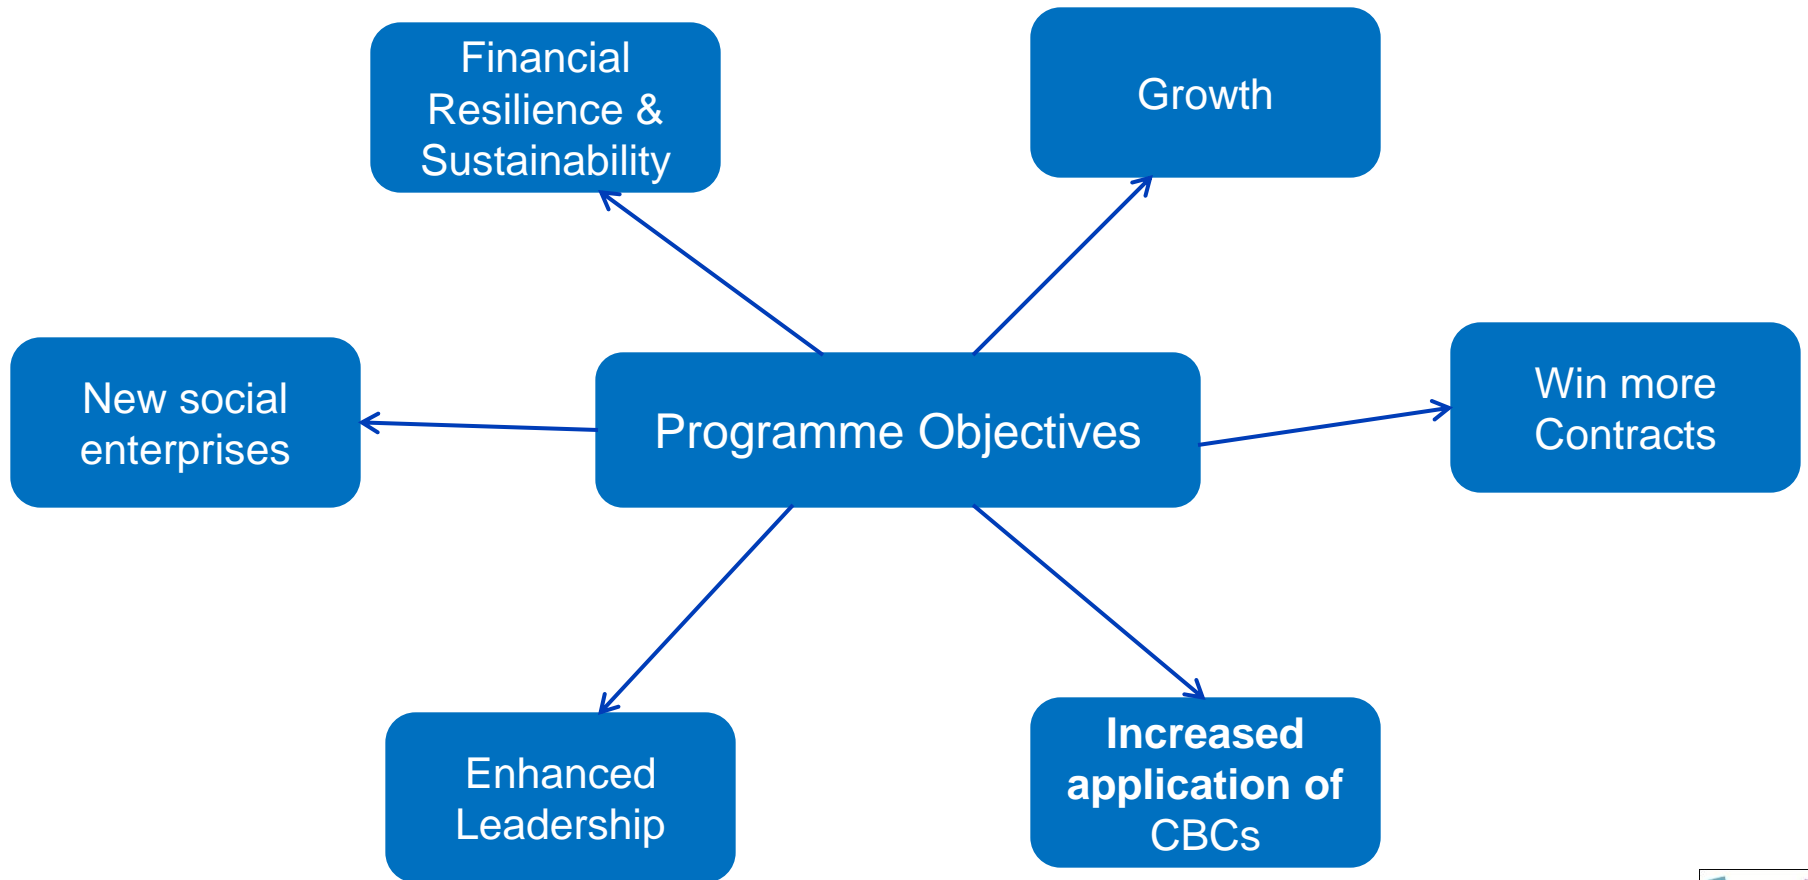 Financial
Resilience &
Sustainability
Growth
New social
enterprises
Programme Objectives
Win more
Contracts
Enhanced
Leadership
Increased
application of
CBCs